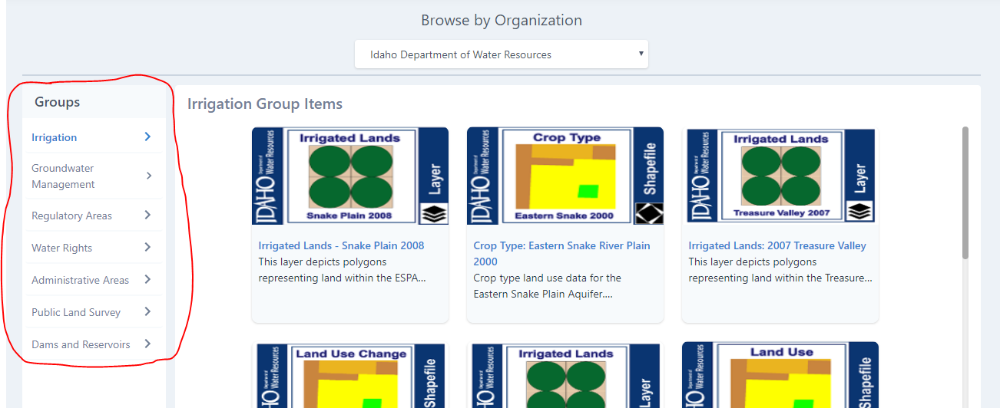 Browse by Organization
Idaho Department of Water Resources
Groups
Irrigation
Groundwater
Management
Regulatory Areas
Water Rights
Administrative Areas
Public Land Survey
Dams and Reservoirs
Irrigation Group Items
IDAHO
Department of
Water Resources
Irrigated Lands
Snake Plain 2008
Layer
Irrigated Lands - Snake Plain 2008
This layer depicts polygons
representing land within the ESPA...
IDAHO
Department of
Water Resources
Crop Type
Eastern Snake 2000
Shapefile
Crop Type: Eastern Snake River Plain
2000
Crop type land use data for the
Eastern Snake Plain Aquifer....
IDAHO
Department of
Water Resources
Irrigated Lands
Treasure Valley 2007
Layer
Irrigated Lands: 2007 Treasure Valley
This layer depicts polygons
representing land within the Treasure...
IDAHO
Department of
Water Resources
Land Use Change
Shapefile
IDAHO
Department of
Water Resources
Irrigated Lands
Layer
IDAHO
Department of
Water Resources
Land Use
Shapefile